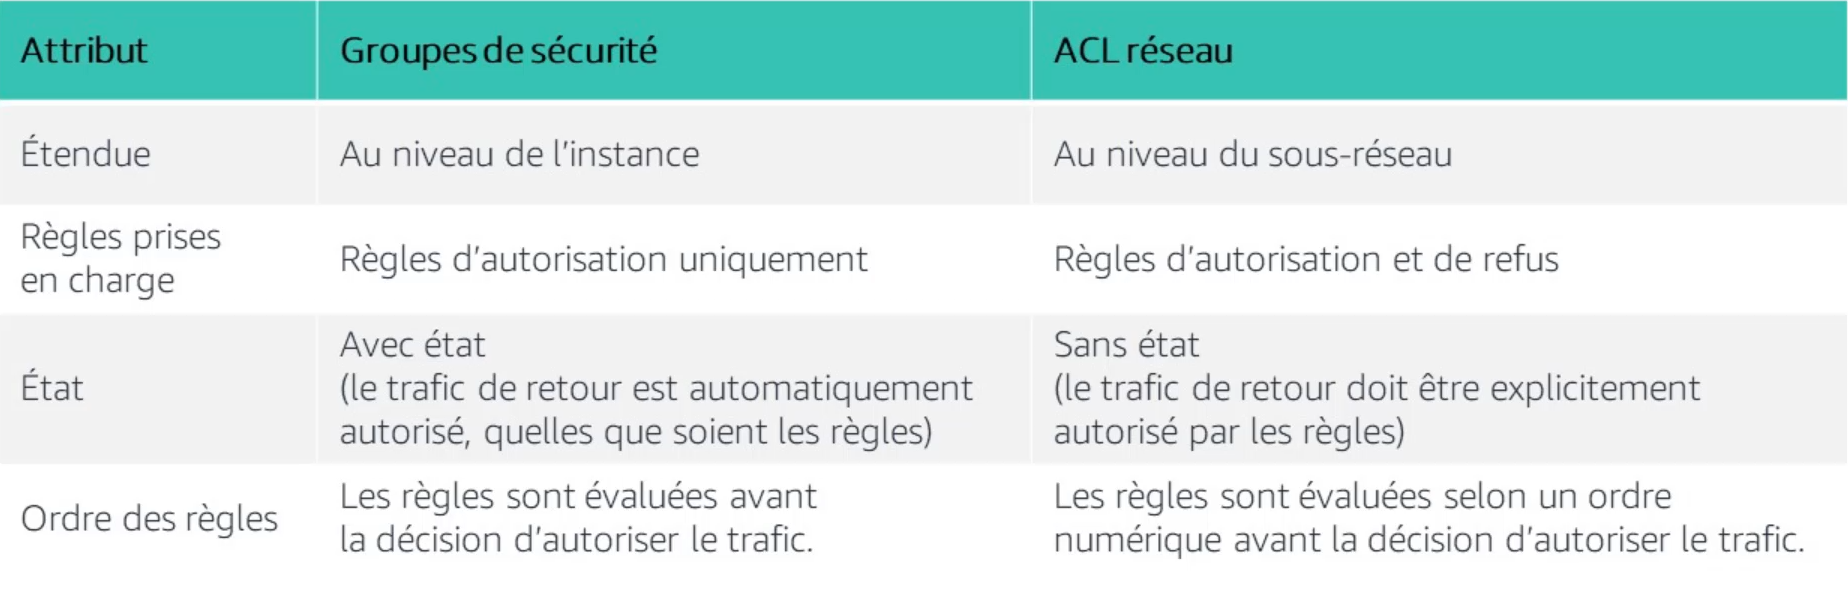 Attribut
Groupes de sécurité
ACL réseau
Étendue
Au niveau de l'instance
Au niveau du sous-réseau
Règles prises
en charge
Règles d'autorisation uniquement
Règles d'autorisation et de refus
État
Avec état
(le trafic de retour est automatiquement
autorisé, quelles que soient les règles)
Sans état
(le trafic de retour doit être explicitement
autorisé par les règles)
Ordre des règles
Les règles sont évaluées avant
la décision d'autoriser le trafic.
Les règles sont évaluées selon un ordre
numérique avant la décision d'autoriser le trafic.